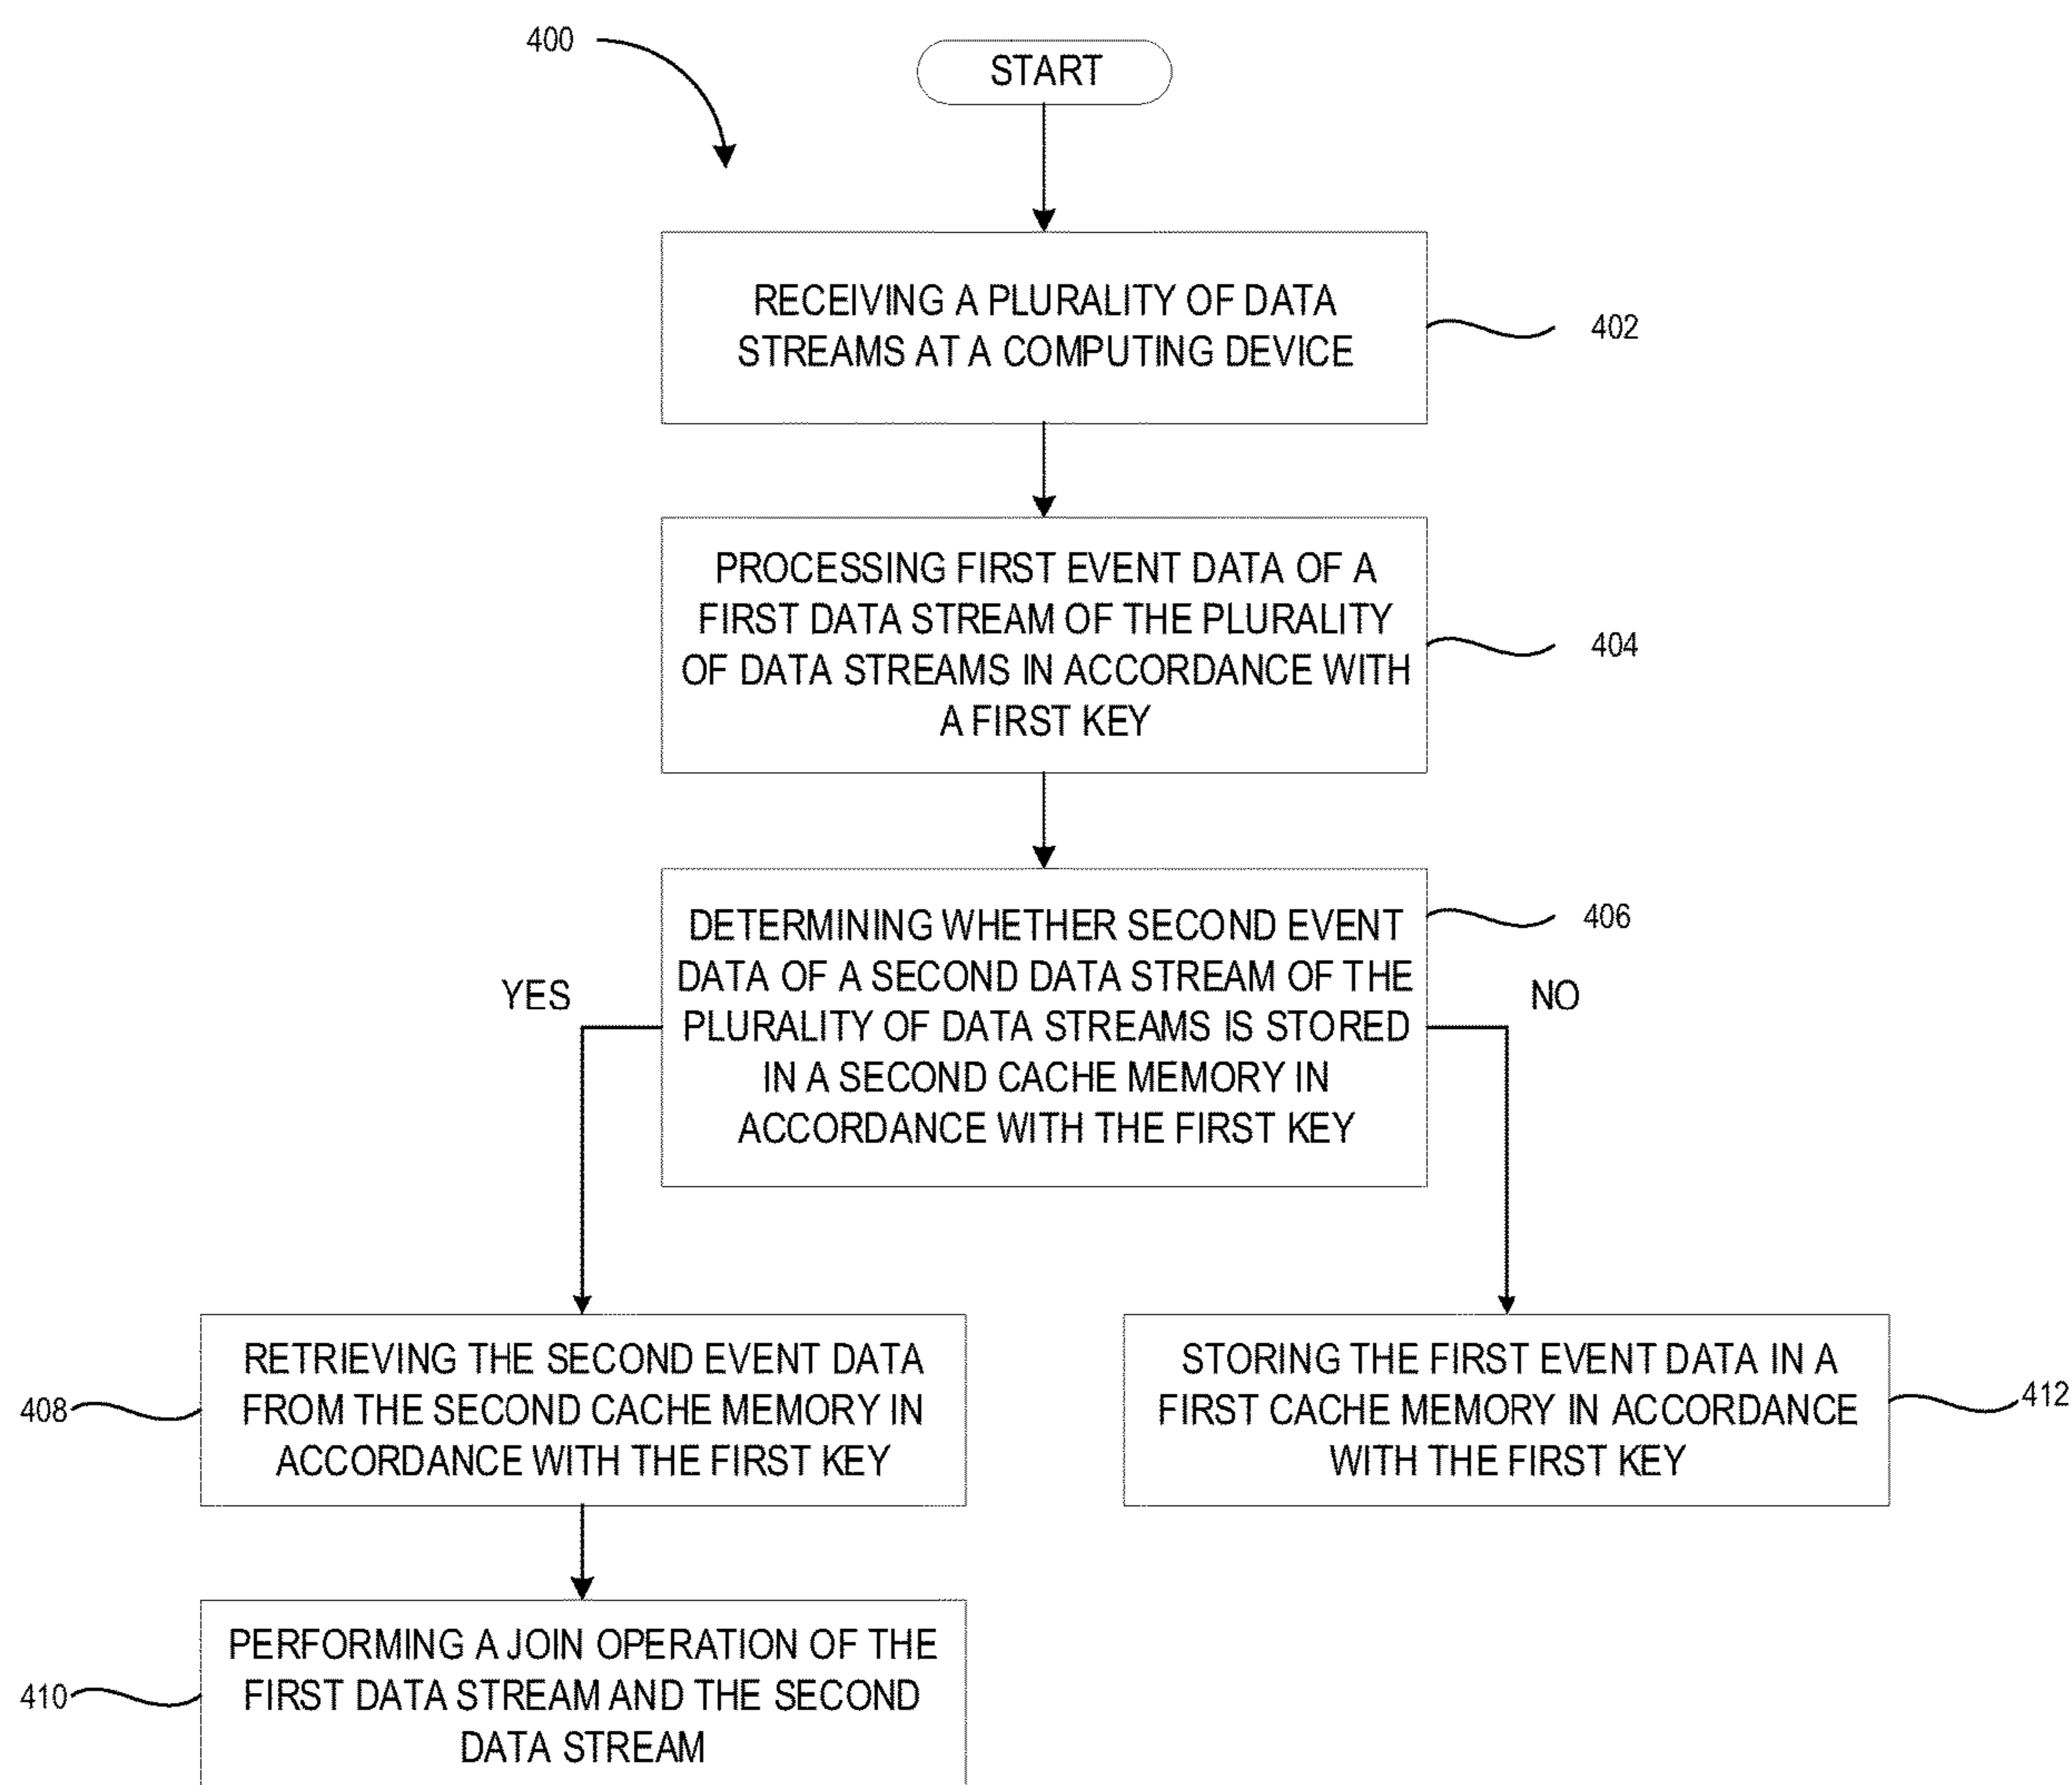 400
START
RECEIVING A PLURALITY OF DATA
STREAMS AT A COMPUTING DEVICE
402
PROCESSING FIRST EVENT DATA OF A
FIRST DATA STREAM OF THE PLURALITY
OF DATA STREAMS IN ACCORDANCE WITH
A FIRST KEY
404
DETERMINING WHETHER SECOND EVENT
DATA OF A SECOND DATA STREAM OF THE
PLURALITY OF DATA STREAMS IS STORED
IN A SECOND CACHE MEMORY IN
ACCORDANCE WITH THE FIRST KEY
406
YES
NO
RETRIEVING THE SECOND EVENT DATA
FROM THE SECOND CACHE MEMORY IN
ACCORDANCE WITH THE FIRST KEY
408
STORING THE FIRST EVENT DATA IN A
FIRST CACHE MEMORY IN ACCORDANCE
WITH THE FIRST KEY
412
PERFORMING A JOIN OPERATION OF THE
FIRST DATA STREAM AND THE SECOND
DATA STREAM
410